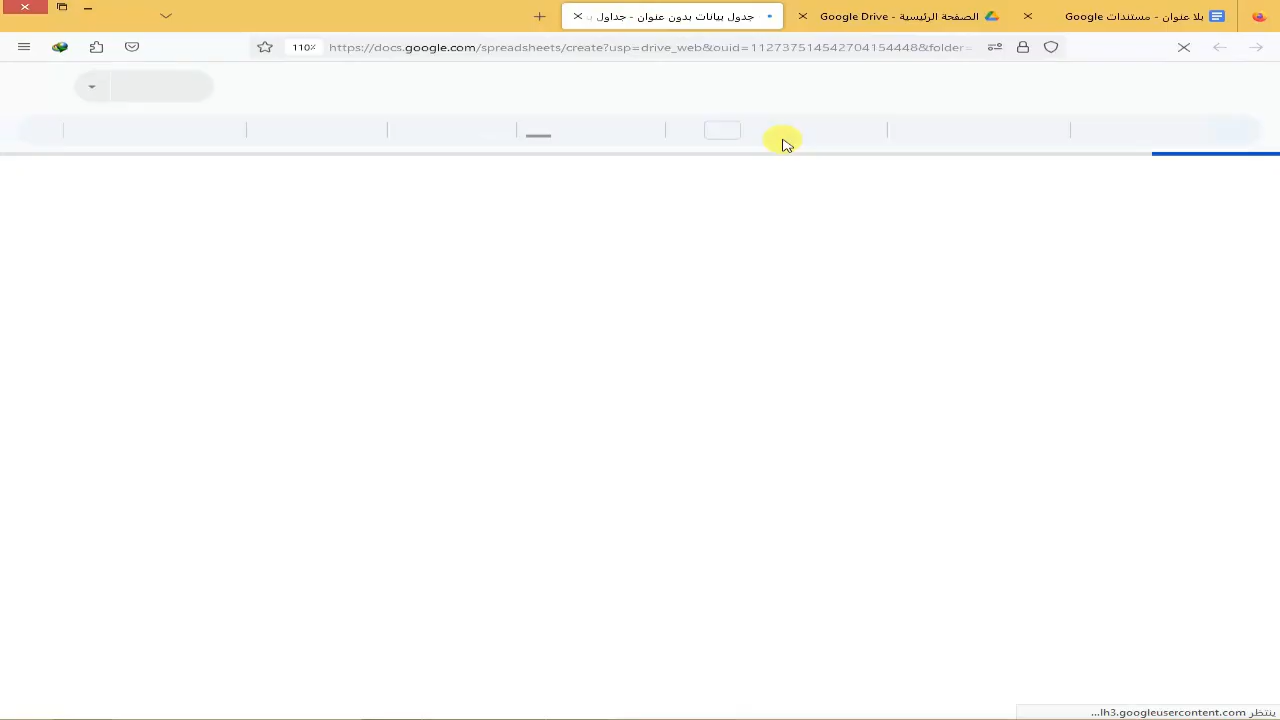 بلا عنوان - مستندات Google
الصفحة الرئيسية - Google Drive
جدول بيانات بدون عنوان - جداول ب
110%
https://docs.google.com/spreadsheets/create?usp=drive_web&ouid=112737514542704154448&folder=
ينتظر lh3.googleusercontent.com...